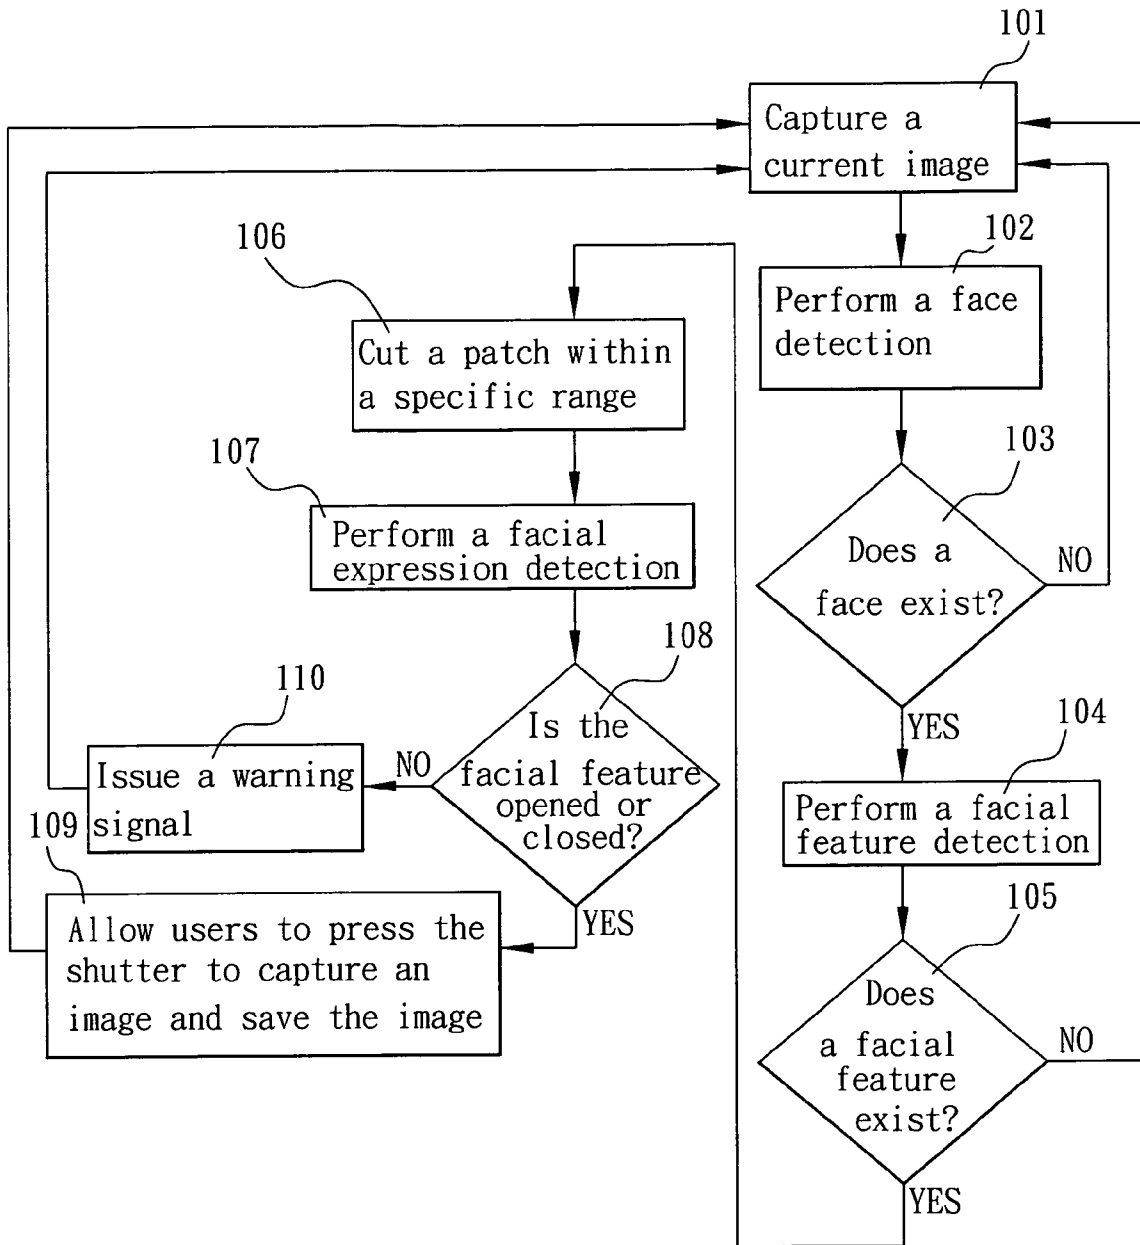 101
Capture a
current image
102
Perform a face
detection
103
Does a
face exist?
NO
YES
104
Perform a facial
feature detection
105
Does
a facial
feature
exist?
NO
YES
106
Cut a patch within
a specific range
107
Perform a facial
expression detection
108
Is the
facial feature
opened or
closed?
NO
YES
110
Issue a warning
signal
109
Allow users to press the
shutter to capture an
image and save the image